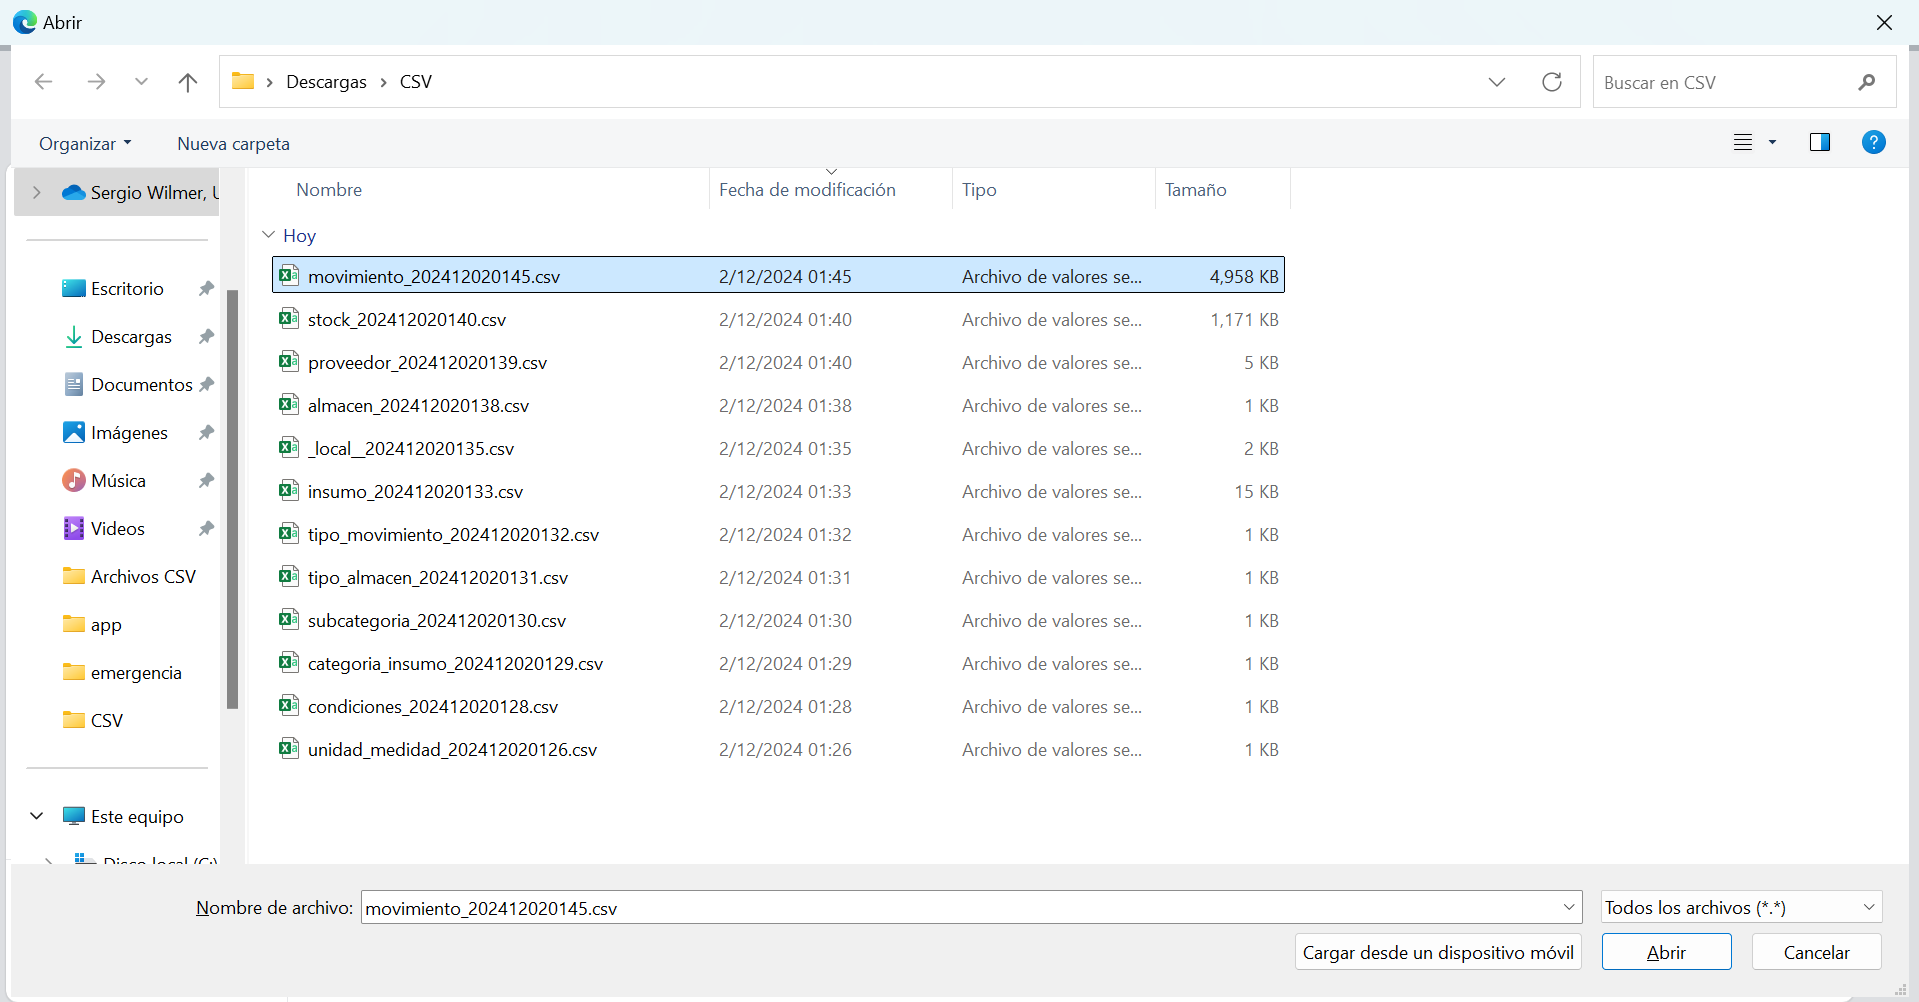 Abrir
Descargas
CSV
Buscar en CSV
Organizar
Nueva carpeta
Sergio Wilmer, U
Escritorio
Descargas
Documentos
Imágenes
Música
Videos
Archivos CSV
app
emergencia
CSV
Este equipo
Disco local (C:)
Nombre Fecha de modificación Tipo Tamaño
Hoy
movimiento_202412020145.csv 2/12/2024 01:45 Archivo de valores se... 4,958 KB
stock_202412020140.csv 2/12/2024 01:40 Archivo de valores se... 1,171 KB
proveedor_202412020139.csv 2/12/2024 01:40 Archivo de valores se... 5 KB
almacen_202412020138.csv 2/12/2024 01:38 Archivo de valores se... 1 KB
_local__202412020135.csv 2/12/2024 01:35 Archivo de valores se... 2 KB
insumo_202412020133.csv 2/12/2024 01:33 Archivo de valores se... 15 KB
tipo_movimiento_202412020132.csv 2/12/2024 01:32 Archivo de valores se... 1 KB
tipo_almacen_202412020131.csv 2/12/2024 01:31 Archivo de valores se... 1 KB
subcategoria_202412020130.csv 2/12/2024 01:30 Archivo de valores se... 1 KB
categoria_insumo_202412020129.csv 2/12/2024 01:29 Archivo de valores se... 1 KB
condiciones_202412020128.csv 2/12/2024 01:28 Archivo de valores se... 1 KB
unidad_medidad_202412020126.csv 2/12/2024 01:26 Archivo de valores se... 1 KB
Nombre de archivo: movimiento_202412020145.csv
Todos los archivos (*.*)
Cargar desde un dispositivo móvil
Abrir
Cancelar